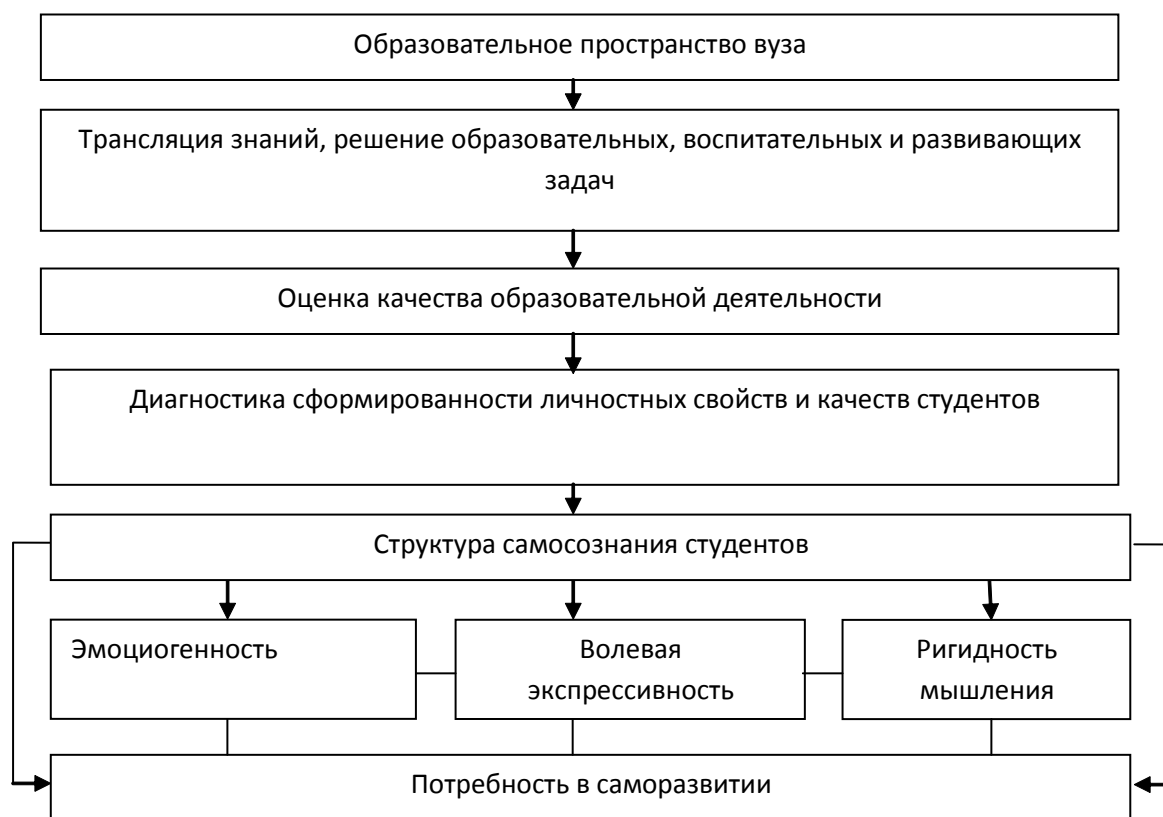 Образовательное пространство вуза
Трансляция знаний, решение образовательных, воспитательных и развивающих
задач
Оценка качества образовательной деятельности
Диагностика сформированности личностных свойств и качеств студентов
Структура самосознания студентов
Эмоциогенность
Волевая
экспрессивность
Ригидность
мышления
Потребность в саморазвитии